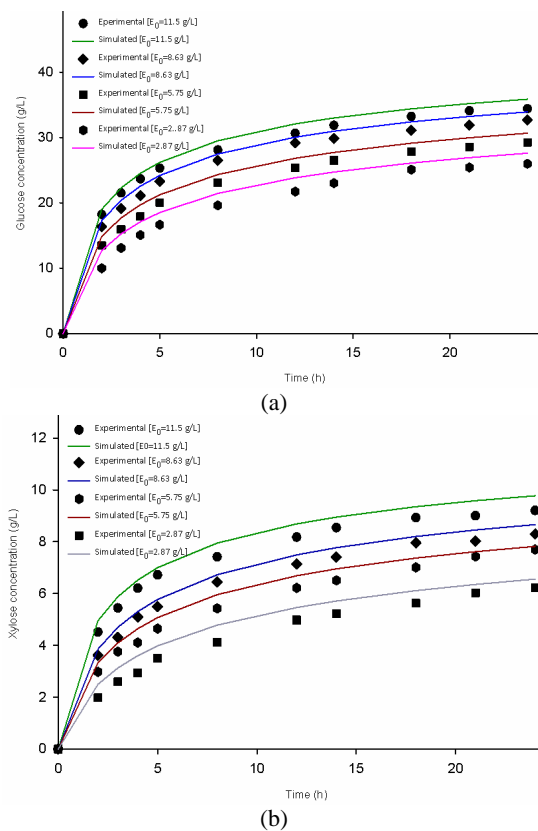 Eperimental [E0=11.5 g/L]
Simulated [E0=11.5 g/L]
Experimental [E0=8.63 g/L]
Simulated [E0=8.63 g/L]
Experimental [E0=5.75 g/L]
Simulated [E0=5.75 g/L]
Experimental [E0=2.87 g/L]
Simulated [E0=2.87 g/L]
Glucose concentration (g/L)
40
30
20
10
0
0
5
10
15
20
Time (h)
(a)
Experimental [E0=11.5 g/L]
Simulated [E0=11.5 g/L]
Experimental [E0=8.63 g/L]
Simulated [E0=8.63 g/L]
Experimental [E0=5.75 g/L]
Simulated [E0=5.75 g/L]
Experimental [E0=2.87 g/L]
Simulated [E0=2.87 g/L]
Xylose concentration (g/L)
12
10
8
6
4
2
0
0
5
10
15
20
Time (h)
(b)